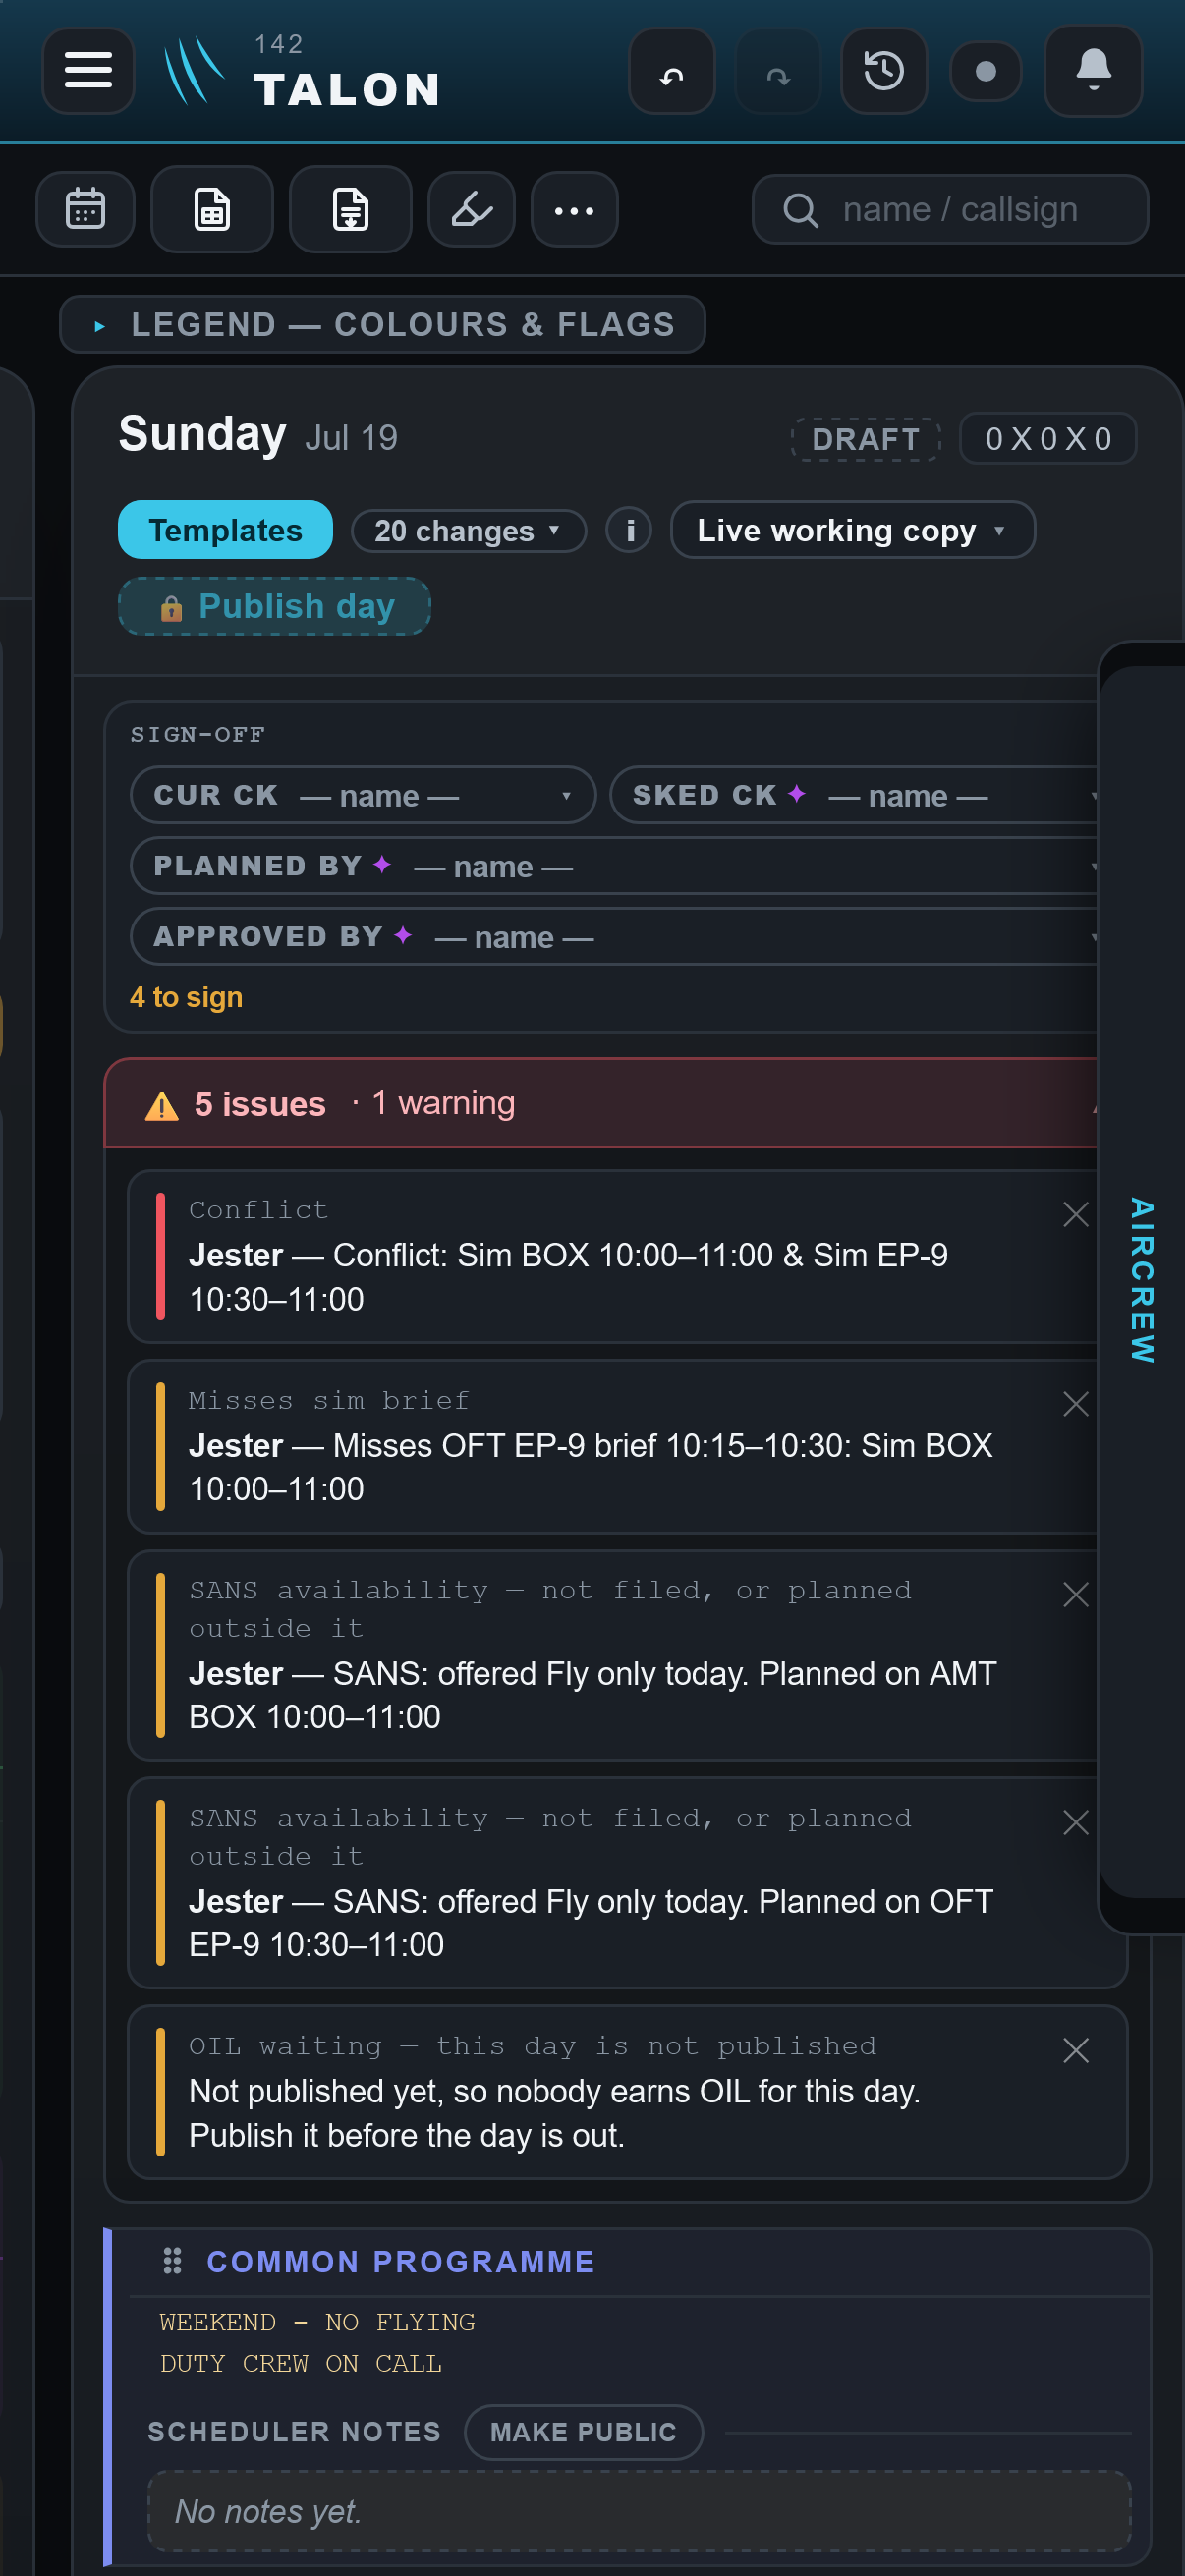 142
TALON
name / callsign
LEGEND — COLOURS & FLAGS
Sunday Jul 19 DRAFT 0 X 0 X 0
Templates 20 changes i Live working copy
Publish day
SIGN-OFF
CUR CK — name — SKED CK — name —
PLANNED BY — name —
APPROVED BY — name —
4 to sign
5 issues · 1 warning
Conflict
Jester — Conflict: Sim BOX 10:00–11:00 & Sim EP-9
10:30–11:00
Misses sim brief
Jester — Misses OFT EP-9 brief 10:15–10:30: Sim BOX
10:00–11:00
SANS availability — not filed, or planned
outside it
Jester — SANS: offered Fly only today. Planned on AMT
BOX 10:00–11:00
SANS availability — not filed, or planned
outside it
Jester — SANS: offered Fly only today. Planned on OFT
EP-9 10:30–11:00
OIL waiting — this day is not published
Not published yet, so nobody earns OIL for this day.
Publish it before the day is out.
AIRCREW
COMMON PROGRAMME
WEEKEND - NO FLYING
DUTY CREW ON CALL
SCHEDULER NOTES MAKE PUBLIC
No notes yet.